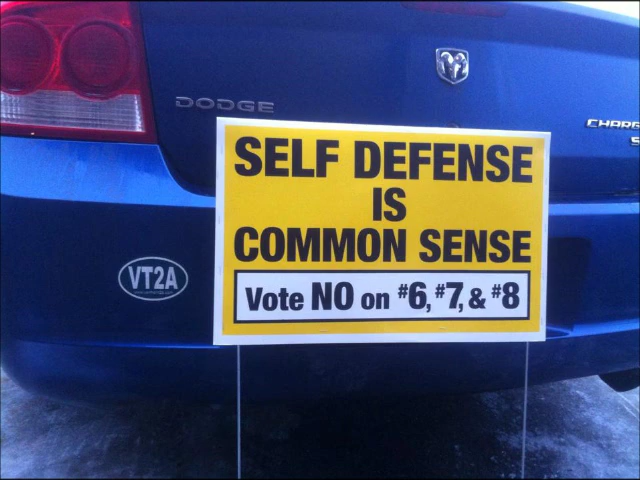 DODGE
CHARG
SELF DEFENSE
IS
COMMON SENSE
Vote NO on #6, #7, & #8
VT2A